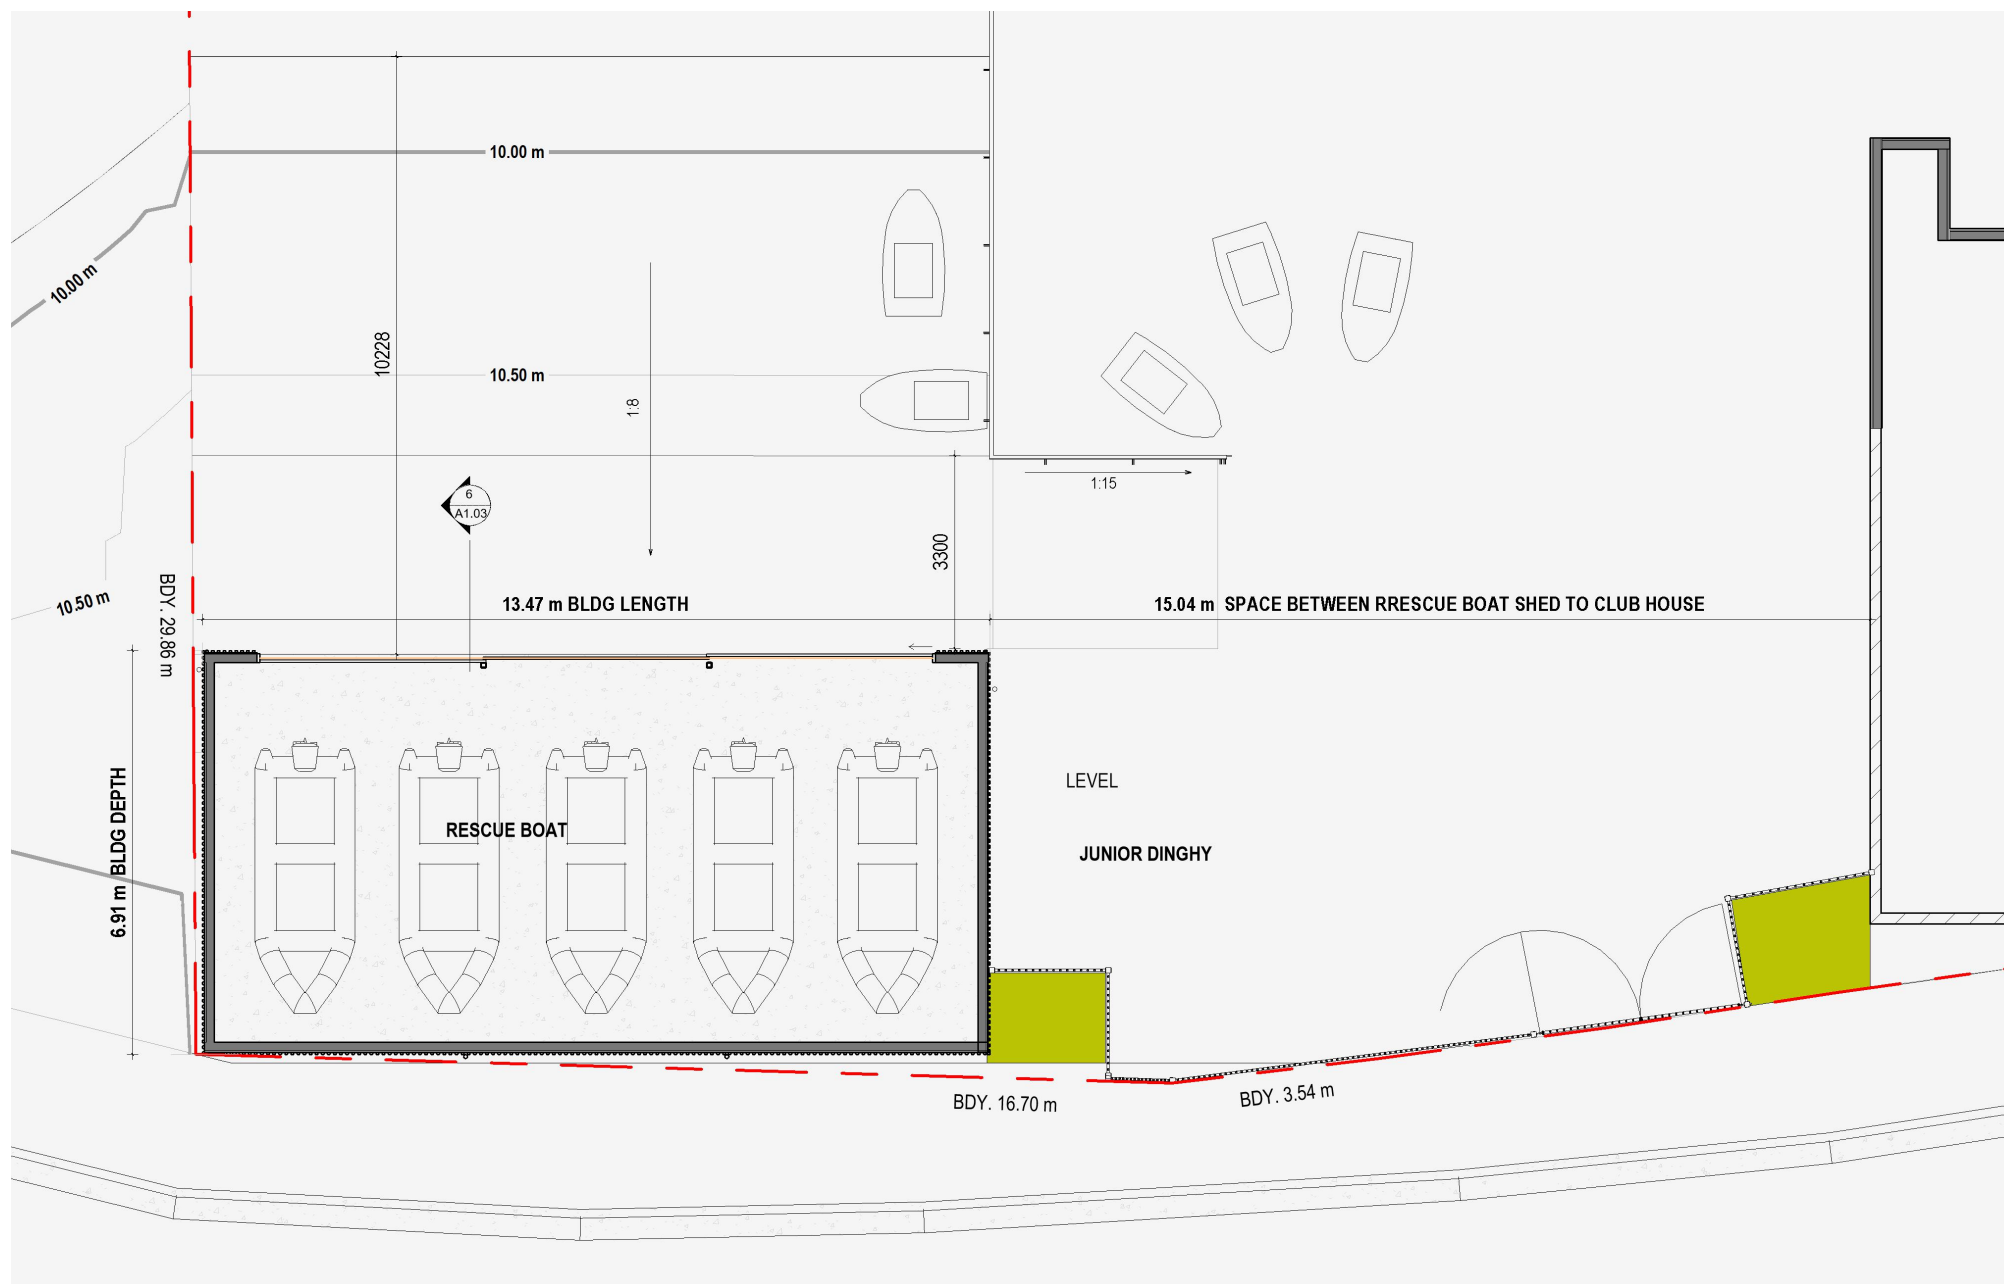 10.00 m
10.00 m
10228
10.50 m
1:8
1:15
6
A1.03
3300
10.50 m
BDY. 29.86 m
13.47 m BLDG LENGTH
15.04 m SPACE BETWEEN RRESCUE BOAT SHED TO CLUB HOUSE
6.91 m BLDG DEPTH
LEVEL
RESCUE BOAT
JUNIOR DINGHY
BDY. 16.70 m
BDY. 3.54 m